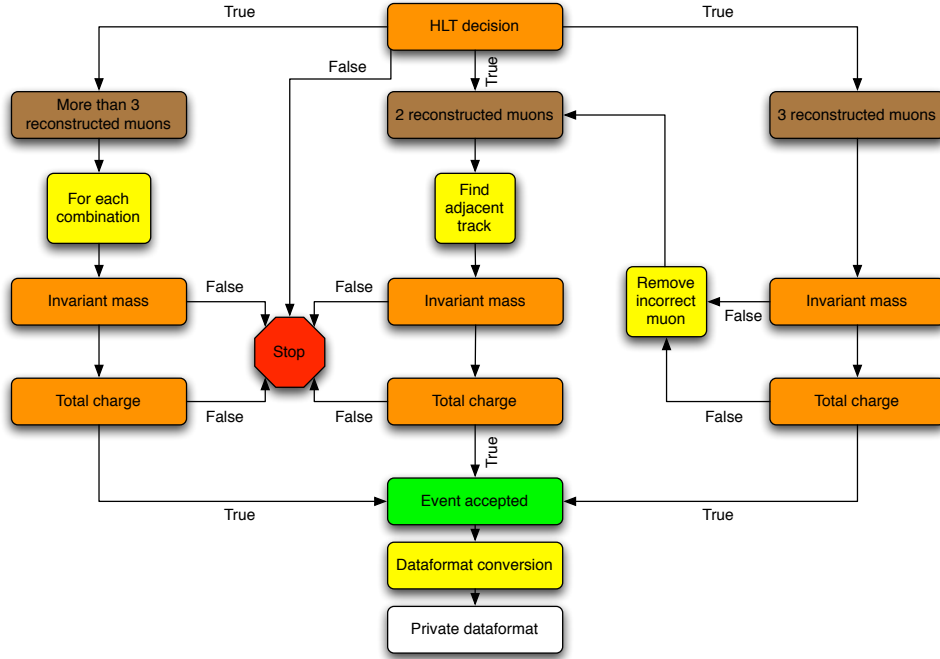 True
HLT decision
True
False
True
More than 3
reconstructed muons
2 reconstructed muons
3 reconstructed muons
For each
combination
Find
adjacent
track
Invariant mass
False
False
Invariant mass
Remove
incorrect
muon
False
Invariant mass
Stop
Total charge
False
False
Total charge
False
Total charge
True
True
Event accepted
True
Dataformat conversion
Private dataformat